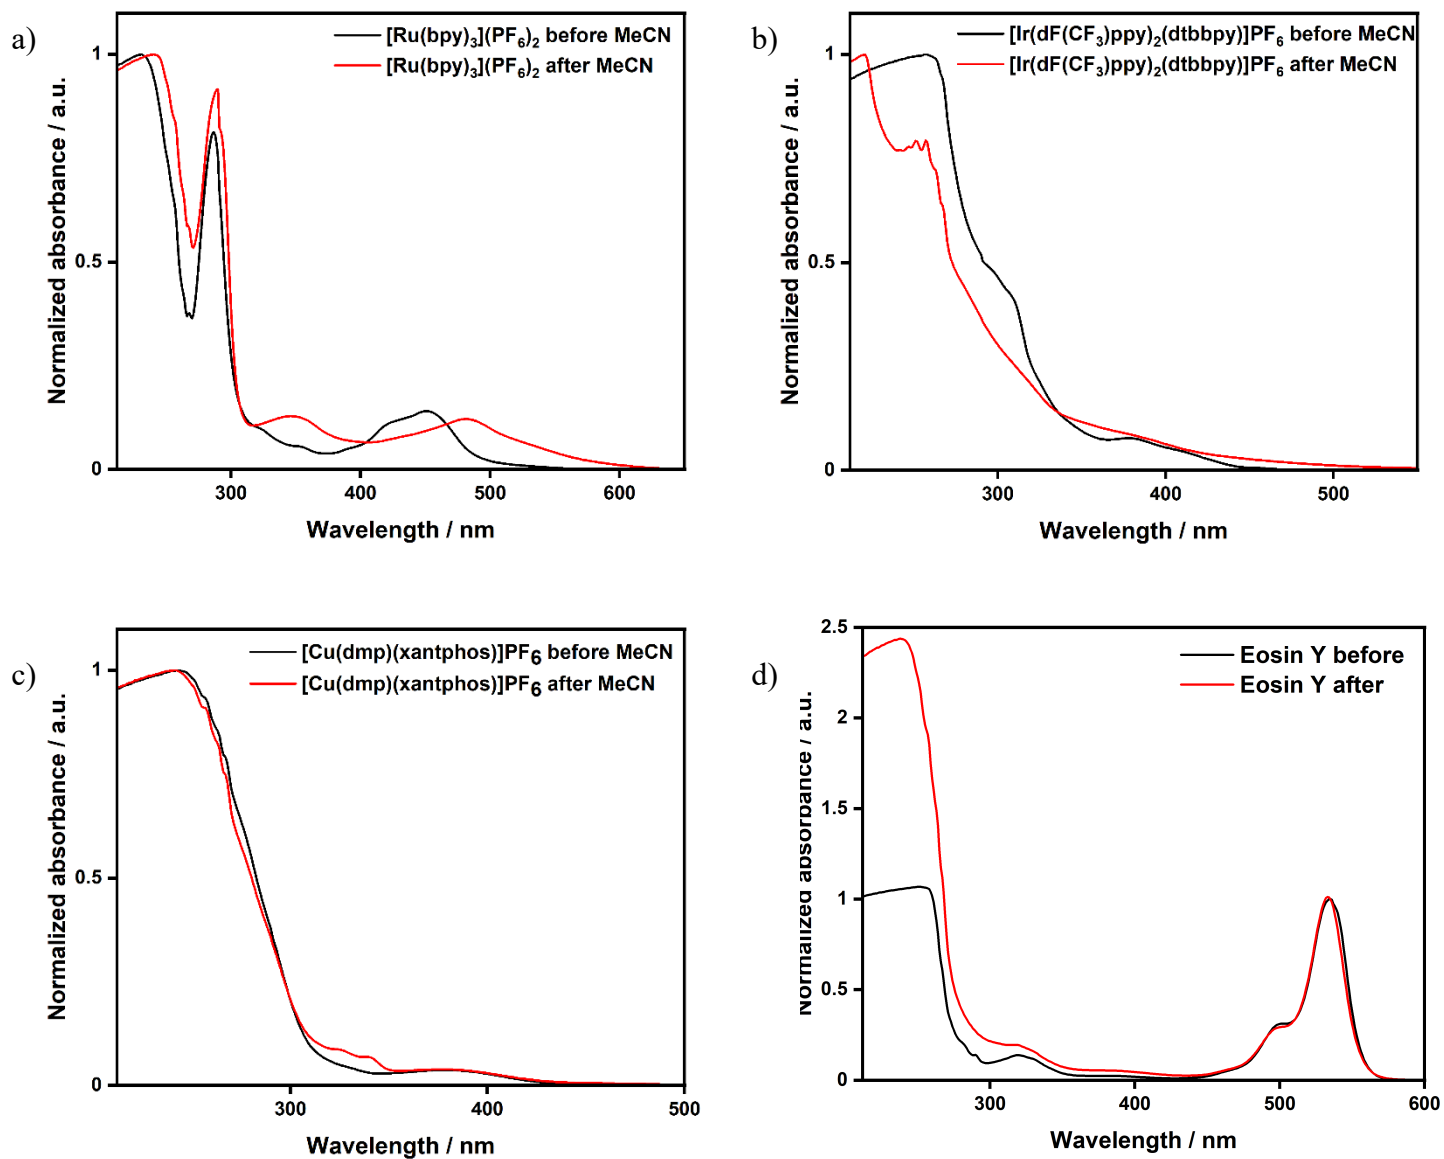 a)
[Ru(bpy)₃](PF₆)₂ before MeCN
[Ru(bpy)₃](PF₆)₂ after MeCN
Normalized absorbance / a.u.
1
0.5
0
300 400 500 600
Wavelength / nm
b)
[Ir(dF(CF₃)ppy)₂(dtbbpy)]PF₆ before MeCN
[Ir(dF(CF₃)ppy)₂(dtbbpy)]PF₆ after MeCN
Normalized absorbance / a.u.
1
0.5
0
300 400 500
Wavelength / nm
c)
[Cu(dmp)(xantphos)]PF₆ before MeCN
[Cu(dmp)(xantphos)]PF₆ after MeCN
Normalized absorbance / a.u.
1
0.5
0
300 400 500
Wavelength / nm
d)
Eosin Y before
Eosin Y after
Normalized absorbance / a.u.
2.5
2
1.5
1
0.5
0
300 400 500 600
Wavelength / nm